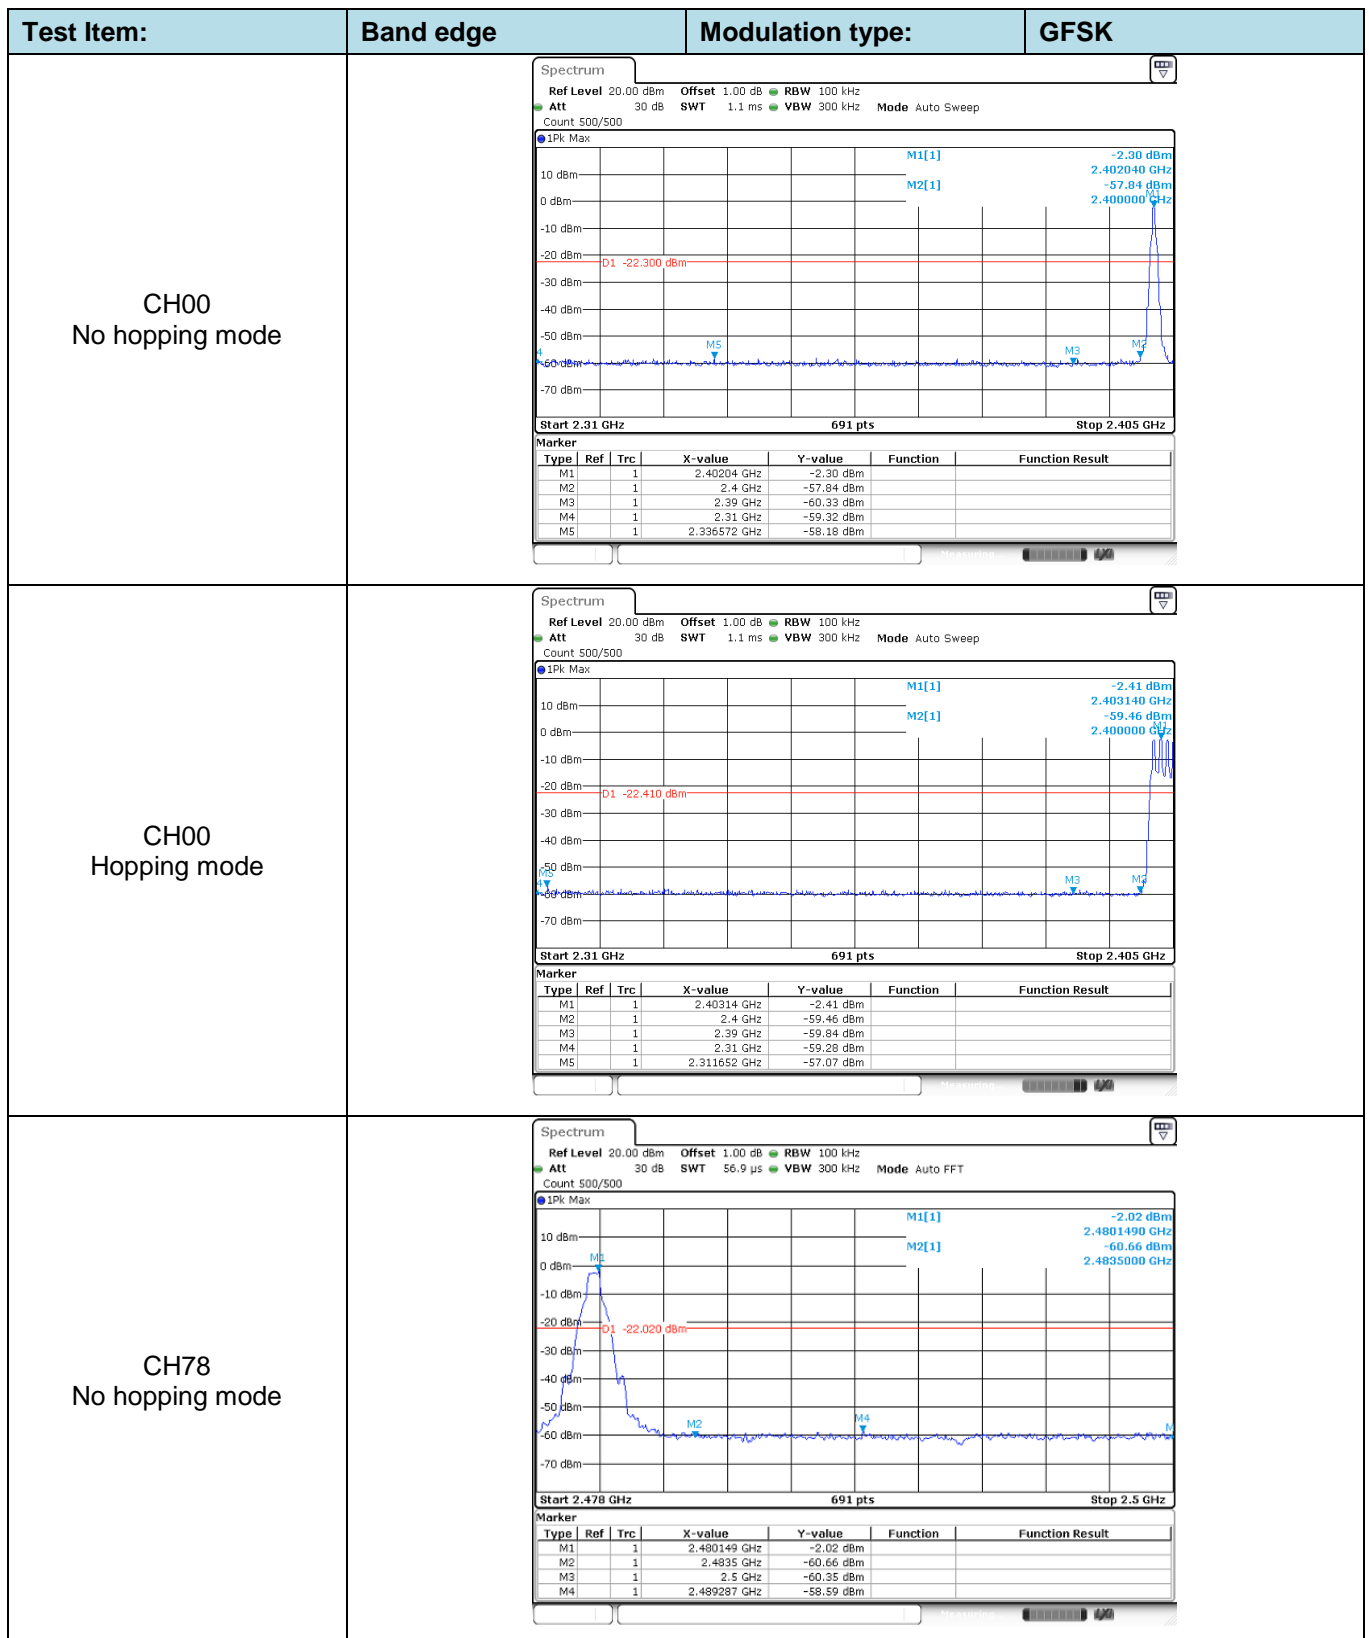 Test Item: Band edge Modulation type: GFSK
CH00
No hopping mode
Spectrum
Ref Level 20.00 dBm Offset 1.00 dB RBW 100 kHz
Att 30 dB SWT 1.1 ms VBW 300 kHz Mode Auto Sweep
Count 500/500
1Pk Max
M1[1] -2.30 dBm
2.402040 GHz
M2[1] -57.84 dBm
2.400000 GHz
M1
10 dBm
0 dBm
-10 dBm
-20 dBm
D1 -22.300 dBm
-30 dBm
-40 dBm
-50 dBm
M5 M3 M2
4
-60 dBm
-70 dBm
Start 2.31 GHz 691 pts Stop 2.405 GHz
Marker
Type Ref Trc X-value Y-value Function Function Result
M1 1 2.40204 GHz -2.30 dBm
M2 1 2.4 GHz -57.84 dBm
M3 1 2.39 GHz -60.33 dBm
M4 1 2.31 GHz -59.32 dBm
M5 1 2.336572 GHz -58.18 dBm
Measuring...
CH00
Hopping mode
Spectrum
Ref Level 20.00 dBm Offset 1.00 dB RBW 100 kHz
Att 30 dB SWT 1.1 ms VBW 300 kHz Mode Auto Sweep
Count 500/500
1Pk Max
M1[1] -2.41 dBm
2.403140 GHz
M2[1] -59.46 dBm
2.400000 GHz
M1
10 dBm
0 dBm
-10 dBm
-20 dBm
D1 -22.410 dBm
-30 dBm
-40 dBm
-50 dBm
M5 M3 M2
4
-60 dBm
-70 dBm
Start 2.31 GHz 691 pts Stop 2.405 GHz
Marker
Type Ref Trc X-value Y-value Function Function Result
M1 1 2.40314 GHz -2.41 dBm
M2 1 2.4 GHz -59.46 dBm
M3 1 2.39 GHz -59.84 dBm
M4 1 2.31 GHz -59.28 dBm
M5 1 2.311652 GHz -57.07 dBm
Measuring...
CH78
No hopping mode
Spectrum
Ref Level 20.00 dBm Offset 1.00 dB RBW 100 kHz
Att 30 dB SWT 56.9 µs VBW 300 kHz Mode Auto FFT
Count 500/500
1Pk Max
M1[1] -2.02 dBm
2.4801490 GHz
M2[1] -60.66 dBm
2.4835000 GHz
10 dBm
M1
0 dBm
-10 dBm
-20 dBm
D1 -22.020 dBm
-30 dBm
-40 dBm
-50 dBm
M2 M4 M
-60 dBm
-70 dBm
Start 2.478 GHz 691 pts Stop 2.5 GHz
Marker
Type Ref Trc X-value Y-value Function Function Result
M1 1 2.480149 GHz -2.02 dBm
M2 1 2.4835 GHz -60.66 dBm
M3 1 2.5 GHz -60.35 dBm
M4 1 2.489287 GHz -58.59 dBm
Measuring...